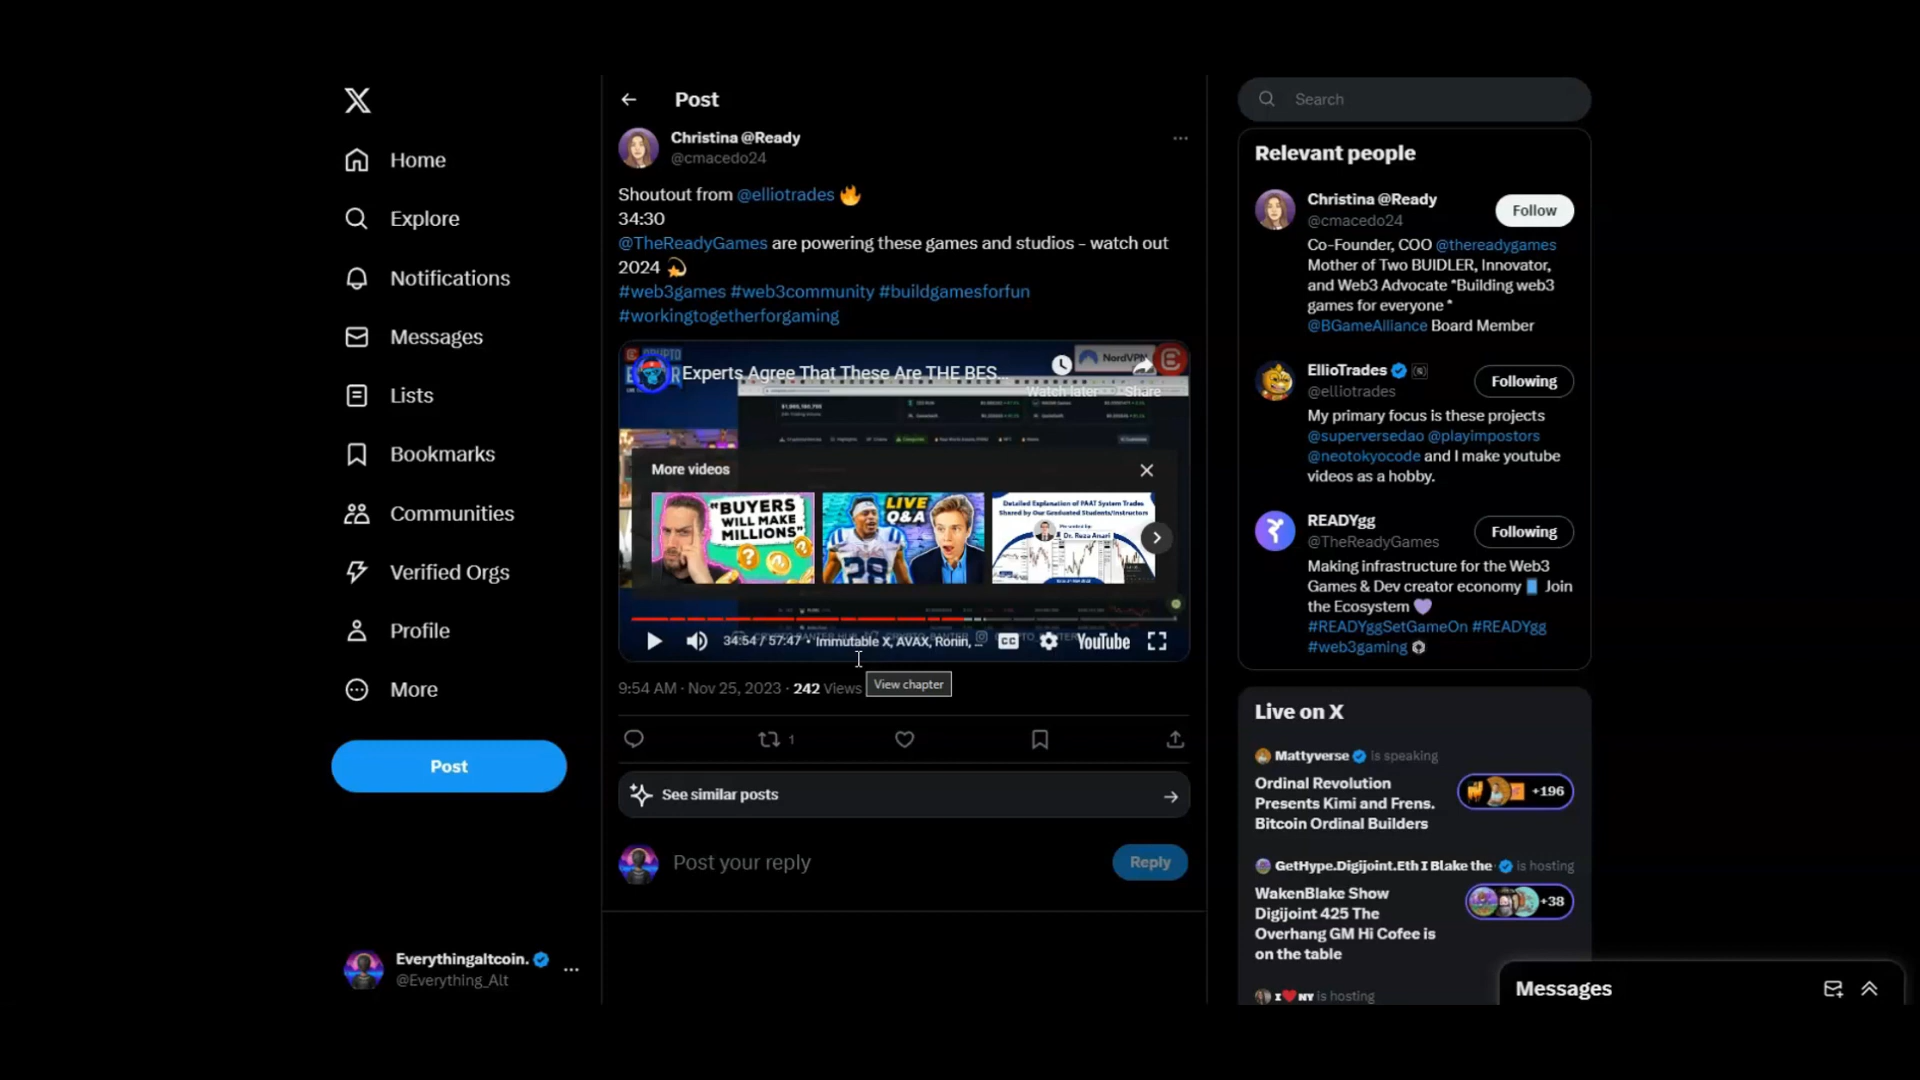 Home
Explore
Notifications
Messages
Lists
Bookmarks
Communities
Verified Orgs
Profile
More
Post
Everythingaltcoin.
@Everything_Alt
Post
Christina @Ready
@cmacedo24
Shoutout from @elliotrades 🔥
34:30
@TheReadyGames are powering these games and studios - watch out
2024 💫
#web3games #web3community #buildgamesforfun
#workingtogetherforgaming
Experts Agree That These Are THE BES...
NordVPN
Watch later
Share
More videos
"BUYERS
WILL MAKE
MILLIONS"
LIVE
Q&A
28
Detailed Explanation of PAAT System Trades
Shared by Our Graduated Students/Instructors
Dr. Reza Anari
34:54 / 57:47 • Immutable X, AVAX, Ronin, ...
CC
YouTube
View chapter
9:54 AM · Nov 25, 2023 · 242 Views
1
See similar posts
Post your reply
Reply
Search
Relevant people
Christina @Ready
@cmacedo24
Follow
Co-Founder, COO @thereadygames
Mother of Two BUIDLER, Innovator,
and Web3 Advocate *Building web3
games for everyone *
@BGameAlliance Board Member
EllioTrades
@elliotrades
Following
My primary focus is these projects
@superversedao @playimpostors
@neotokyocode and I make youtube
videos as a hobby.
READYgg
@TheReadyGames
Following
Making infrastructure for the Web3
Games & Dev creator economy 📘 Join
the Ecosystem 💜
#READYggSetGameOn #READYgg
#web3gaming
Live on X
Mattyverse is speaking
Ordinal Revolution
Presents Kimi and Frens.
Bitcoin Ordinal Builders
+196
GetHype.Digijoint.Eth I Blake the is hosting
WakenBlake Show
Digijoint 425 The
Overhang GM Hi Cofee is
on the table
+38
I ❤️ NY is hosting
Messages